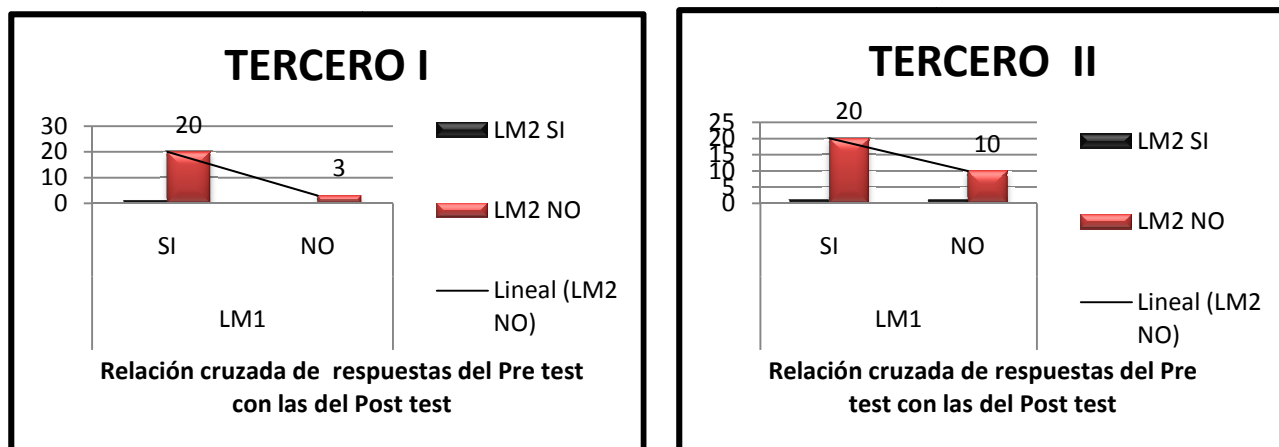 TERCERO I
30
20
10
0
20
3
SI
NO
LM1
LM2 SI
LM2 NO
Lineal (LM2
NO)
Relación cruzada de respuestas del Pre test
con las del Post test
TERCERO II
25
20
15
10
5
0
20
10
SI
NO
LM1
LM2 SI
LM2 NO
Lineal (LM2
NO)
Relación cruzada de respuestas del Pre
test con las del Post test